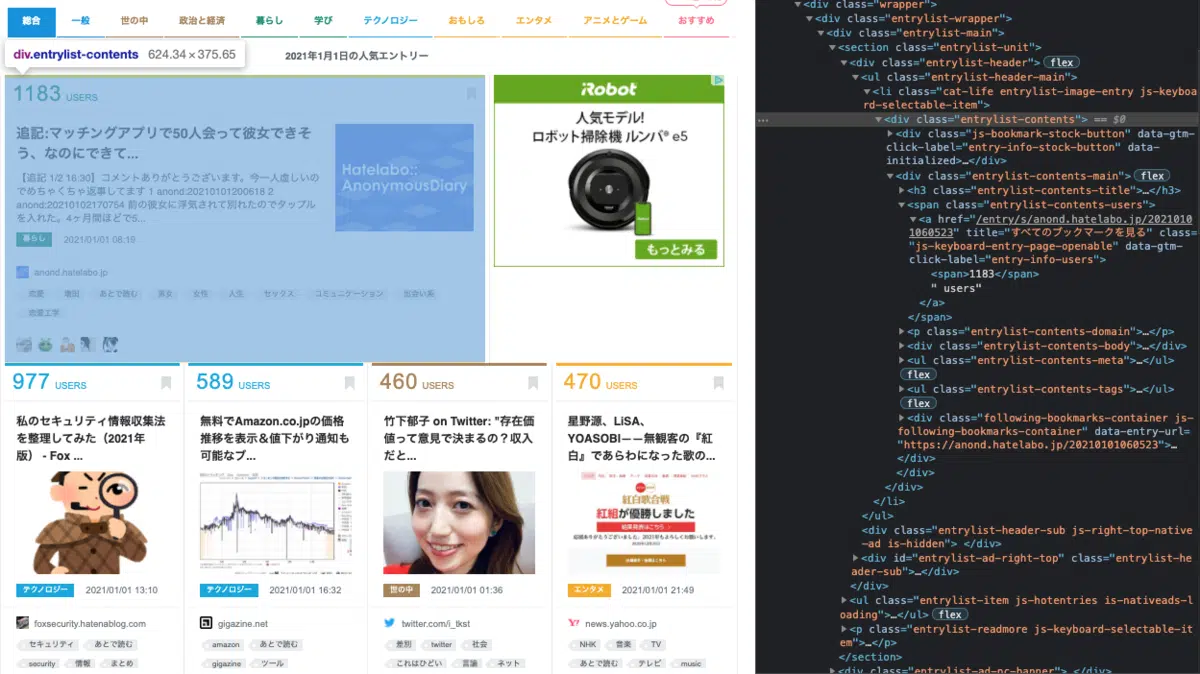 総合 一般 世の中 政治と経済 暮らし 学び テクノロジー おもしろ エンタメ アニメとゲーム おすすめ
div.entrylist-contents 624.34×375.65
2021年1月1日の人気エントリー
1183 USERS
追記:マッチングアプリで50人会って彼女できそ
う、なのにできて...
【追記 1/2 16:30】コメントありがとうございます。今一人虚しいの
でめちゃくちゃ返事してます 1 anond:20210101200618 2
anond:20210102170754 前の彼女に浮気されて別れたのでタップル
を入れた。4ヶ月間ほどで5...
Hatelabo::
AnonymousDiary
暮らし 2021/01/01 06:10
anond.hatelabo.jp
恋愛 増田 あとで読む 男女 女性 人生 セックス コミュニケーション 出会い系
恋愛工学
iRobot
人気モデル!
ロボット掃除機 ルンバ® e5
もっとみる
977 USERS
私のセキュリティ情報収集法
を整理してみた（2021年
版） - Fox ...
テクノロジー 2021/01/01 13:10
foxsecurity.hatenablog.com
セキュリティ あとで読む
security 情報 まとめ
589 USERS
無料でAmazon.co.jpの価格
推移を表示＆値下がり通知も
可能なプ...
テクノロジー 2021/01/01 16:32
gigazine.net
amazon あとで読む
gigazine ツール
460 USERS
竹下郁子 on Twitter: "存在価
値って意見で決まるの？収入
だと...
世の中 2021/01/01 01:36
twitter.com/i_tkst
差別 twitter 社会
これはひどい 言論 ネット
470 USERS
星野源、LiSA、
YOASOBI——無観客の『紅
白』であらわになった歌の...
紅白歌合戦
紅組が優勝しました
結果発表はこちら
エンタメ 2021/01/01 21:49
news.yahoo.co.jp
NHK 音楽 TV
あとで読む テレビ music
<div class="wrapper">
<div class="entrylist-wrapper">
<div class="entrylist-main">
<section class="entrylist-unit">
<div class="entrylist-header"> flex
<ul class="entrylist-header-main">
<li class="cat-life entrylist-image-entry js-keyboa
rd-selectable-item">
... <div class="entrylist-contents"> == $0
<div class="js-bookmark-stock-button" data-gtm-
click-label="entry-info-stock-button" data-
initialized>…</div>
<div class="entrylist-contents-main"> flex
<h3 class="entrylist-contents-title">…</h3>
<span class="entrylist-contents-users">
<a href="/entry/s/anond.hatelabo.jp/2021010
1060523" title="すべてのブックマークを見る" class=
"js-keyboard-entry-page-openable" data-gtm-
click-label="entry-info-users">
<span>1183</span>
" users"
</a>
</span>
<p class="entrylist-contents-domain">…</p>
<div class="entrylist-contents-body">…</div>
<ul class="entrylist-contents-meta">…</ul>
flex
<ul class="entrylist-contents-tags">…</ul>
flex
<div class="following-bookmarks-container js-
following-bookmarks-container" data-entry-url=
"https://anond.hatelabo.jp/20210101060523">…
</div>
</div>
</div>
</li>
</ul>
<div class="entrylist-header-sub js-right-top-native
-ad is-hidden"> </div>
<div id="entrylist-ad-right-top" class="entrylist-he
ader-sub">…</div>
</div>
<ul class="entrylist-item js-hotentries is-nativeads-l
oading">…</ul> flex
<p class="entrylist-readmore js-keyboard-selectable-it
em">…</p>
</section>
<div class="entrylist-ad-pc-banner"> </div>